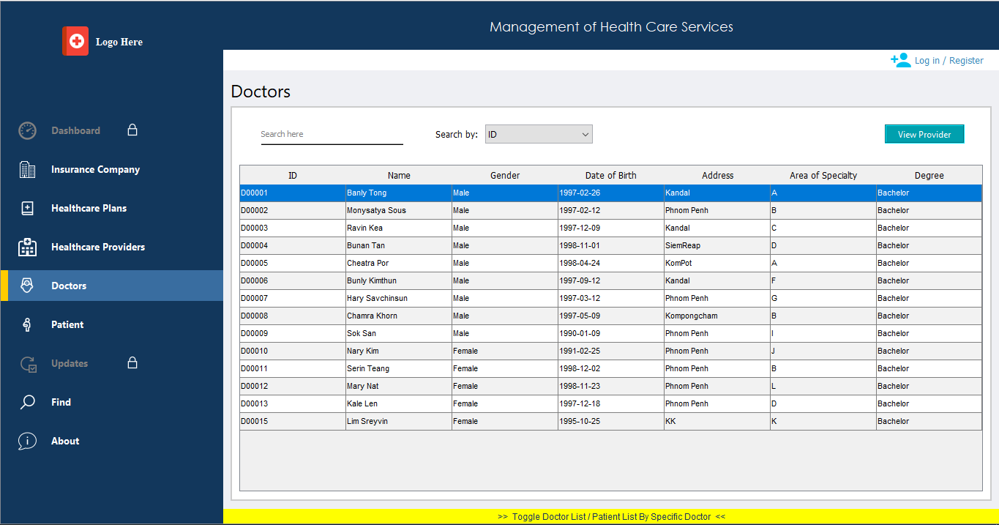 Management of Health Care Services
Logo Here
Log in / Register
Doctors
Dashboard
Insurance Company
Healthcare Plans
Healthcare Providers
Doctors
Patient
Updates
Find
About
Search here Search by: ID View Provider
ID Name Gender Date of Birth Address Area of Specialty Degree
D00001 Banly Tong Male 1997-02-26 Kandal A Bachelor
D00002 Monysatya Sous Male 1997-02-12 Phnom Penh B Bachelor
D00003 Ravin Kea Male 1997-12-09 Kandal C Bachelor
D00004 Bunan Tan Male 1998-11-01 SiemReap D Bachelor
D00005 Cheatra Por Male 1998-04-24 KomPot A Bachelor
D00006 Bunly Kimthun Male 1997-09-12 Kandal F Bachelor
D00007 Hary Savchinsun Male 1997-03-12 Phnom Penh G Bachelor
D00008 Chamra Khorn Male 1997-05-09 Kompongcham B Bachelor
D00009 Sok San Male 1990-01-09 Phnom Penh I Bachelor
D00010 Nary Kim Female 1991-02-25 Phnom Penh J Bachelor
D00011 Serin Teang Female 1998-12-02 Phnom Penh B Bachelor
D00012 Mary Nat Female 1998-11-23 Phnom Penh L Bachelor
D00013 Kale Len Female 1997-12-18 Phnom Penh D Bachelor
D00015 Lim Sreyvin Female 1995-10-25 KK K Bachelor
>> Toggle Doctor List / Patient List By Specific Doctor <<